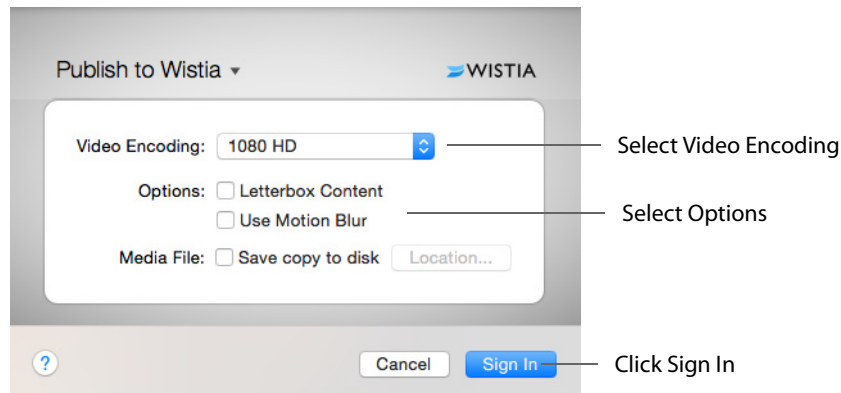 Publish to Wistia
WISTIA
Video Encoding: 1080 HD
Select Video Encoding
Options: Letterbox Content
Use Motion Blur
Select Options
Media File: Save copy to disk Location...
? Cancel Sign In
Click Sign In